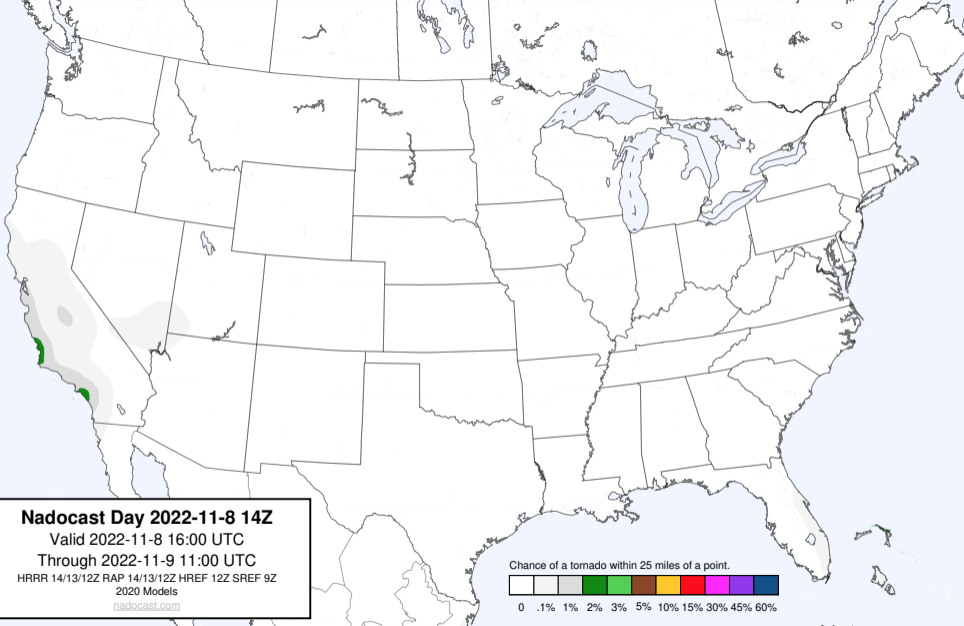 Nadocast Day 2022-11-8 14Z
Valid 2022-11-8 16:00 UTC
Through 2022-11-9 11:00 UTC
HRRR 14/13/12Z RAP 14/13/12Z HREF 12Z SREF 9Z
2020 Models
nadocast.com
Chance of a tornado within 25 miles of a point.
0 .1% 1% 2% 3% 5% 10% 15% 30% 45% 60%